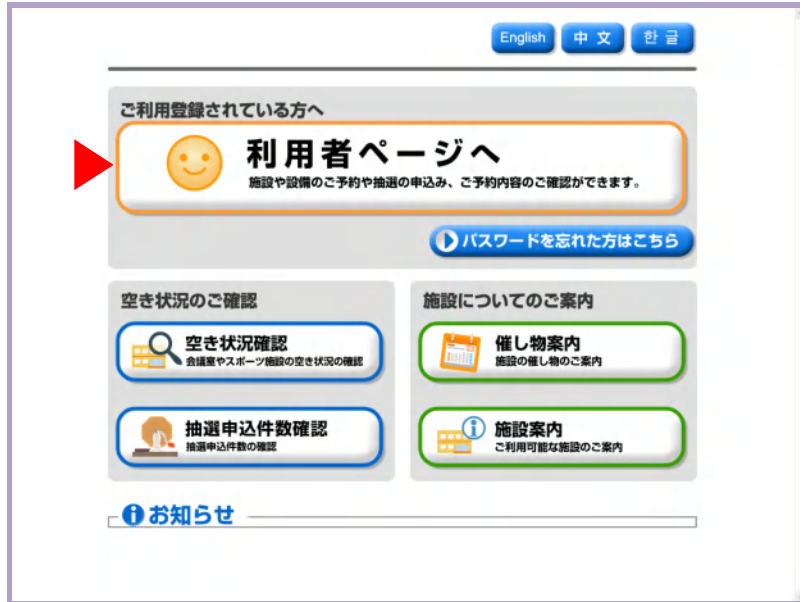 English 中 文 한 글
ご利用登録されている方へ
利用者ページへ
施設や設備のご予約や抽選の申込み、ご予約内容のご確認ができます。
パスワードを忘れた方はこちら
空き状況のご確認
空き状況確認
会議室やスポーツ施設の空き状況の確認
抽選申込件数確認
抽選申込件数の確認
施設についてのご案内
催し物案内
施設の催し物のご案内
施設案内
ご利用可能な施設のご案内
お知らせ